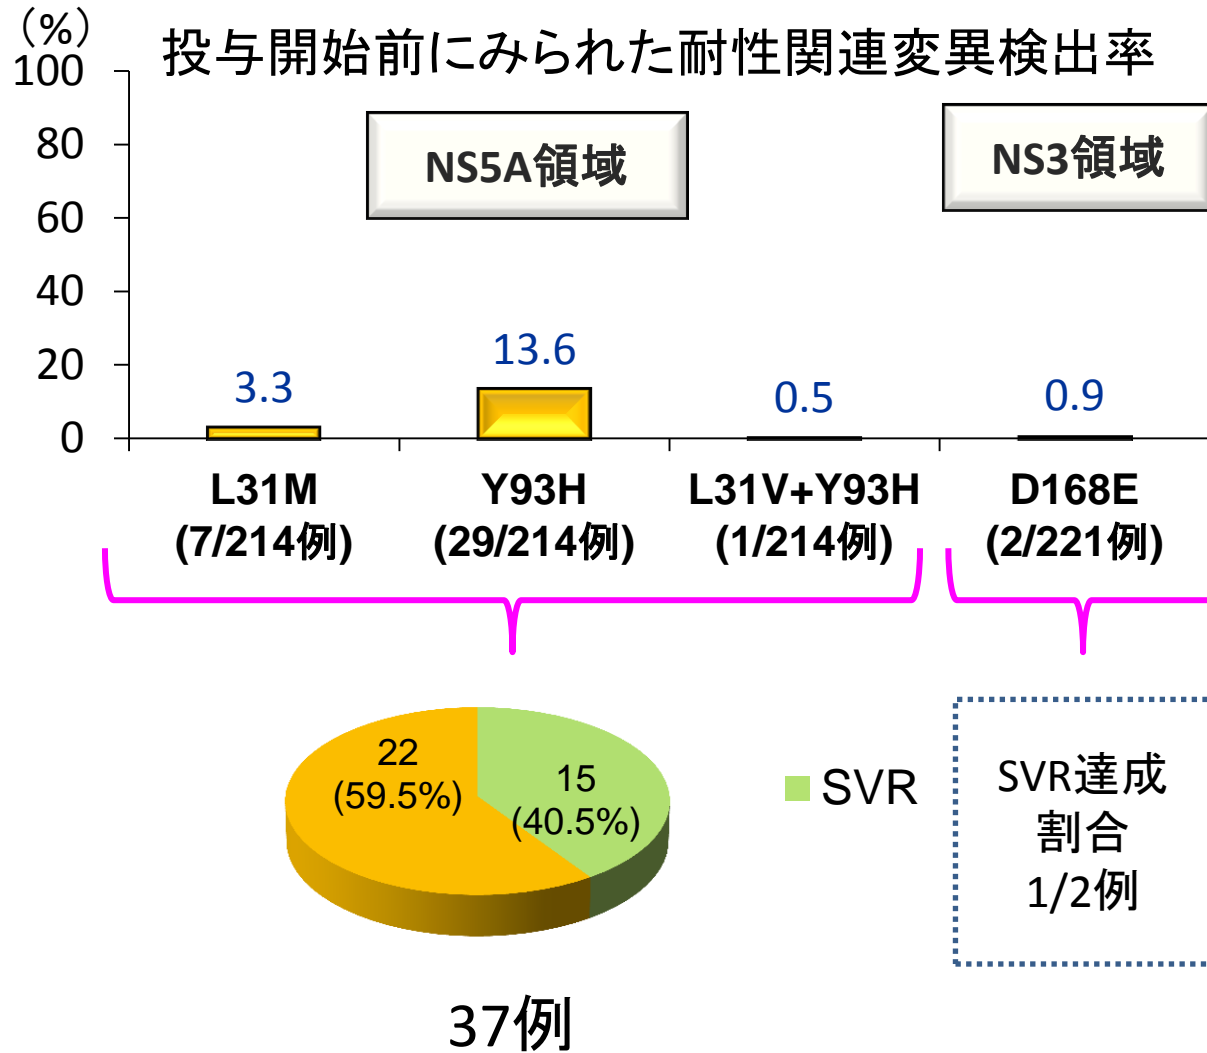 (%)
投与開始前にみられた耐性関連変異検出率
100
80
60
40
20
0
NS5A領域
NS3領域
3.3
13.6
0.5
0.9
L31M
(7/214例)
Y93H
(29/214例)
L31V+Y93H
(1/214例)
D168E
(2/221例)
22
(59.5%)
15
(40.5%)
SVR
SVR達成
割合
1/2例
37例